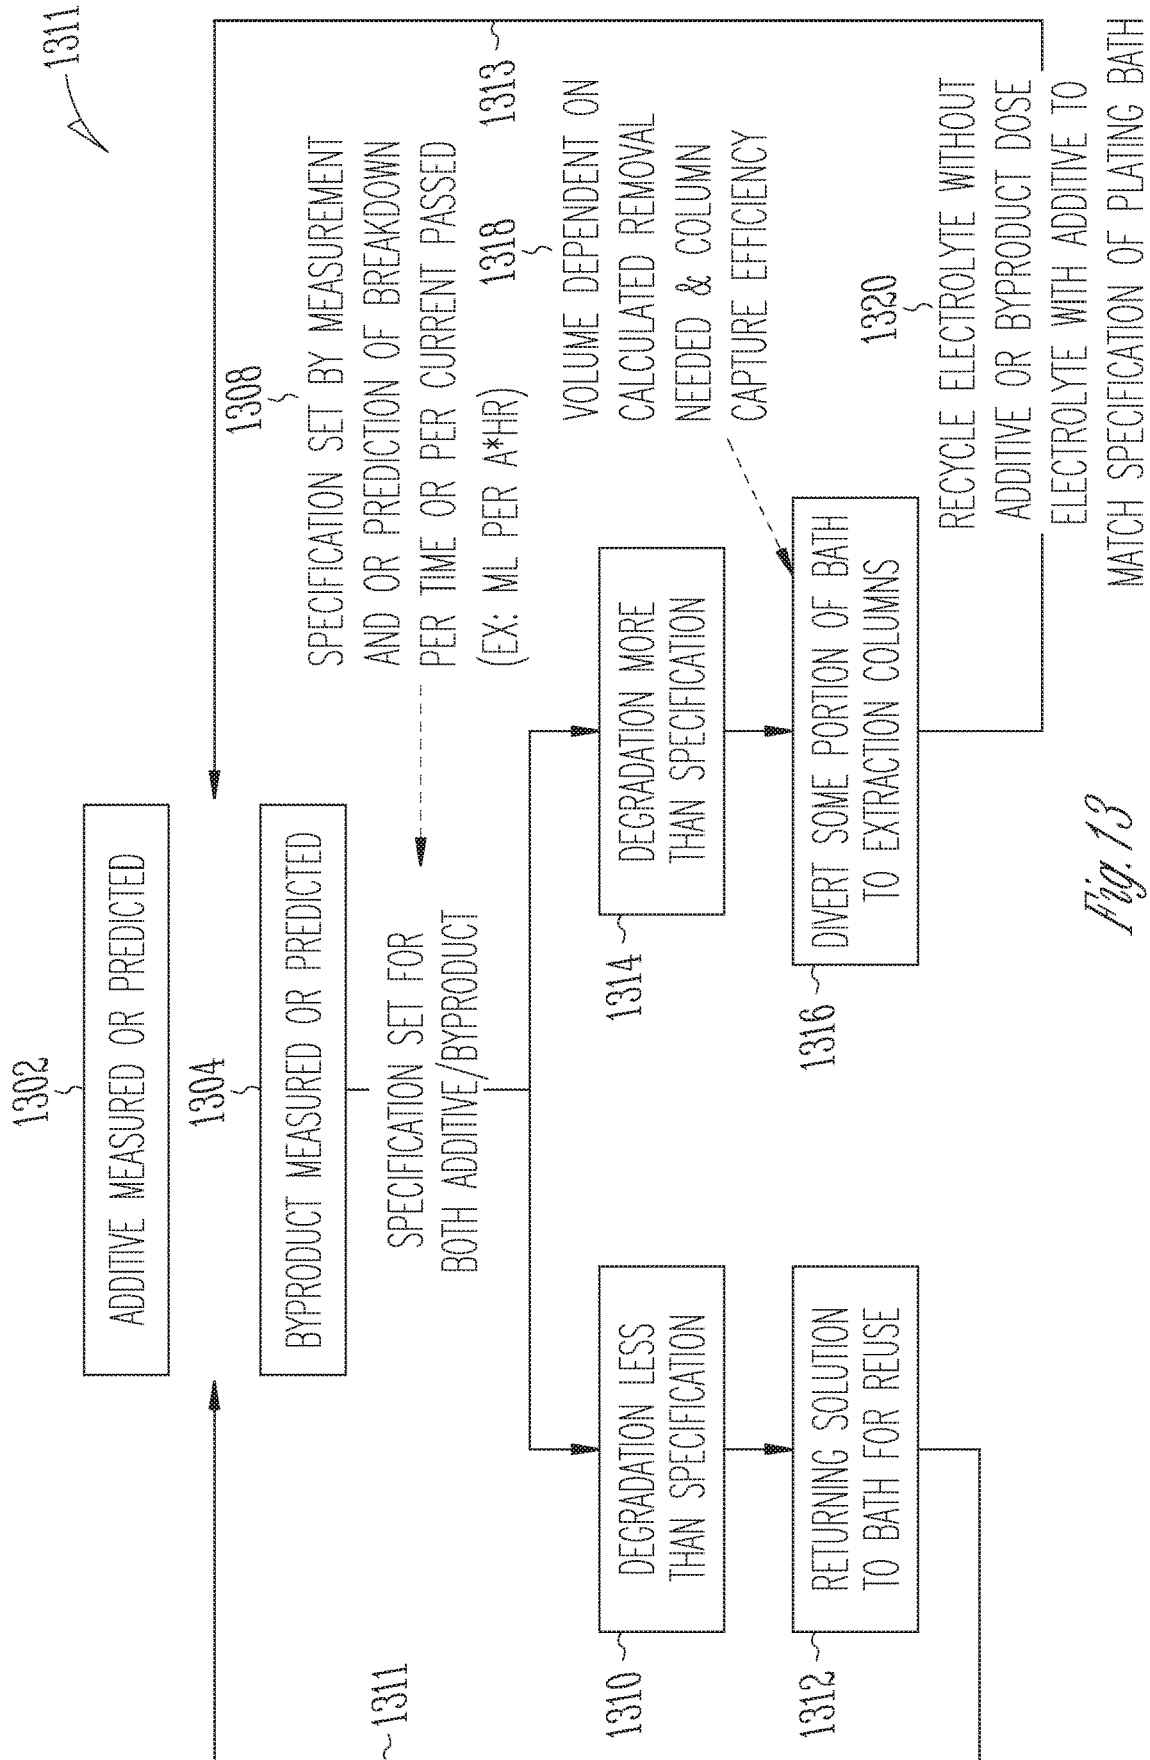 1311
1302
ADDITIVE MEASURED OR PREDICTED
1304
BYPRODUCT MEASURED OR PREDICTED
1308
SPECIFICATION SET BY MEASUREMENT
AND OR PREDICTION OF BREAKDOWN
PER TIME OR PER CURRENT PASSED
(EX: ML PER A*HR)
SPECIFICATION SET FOR
BOTH ADDITIVE/BYPRODUCT
1311
1313
1310
DEGRADATION LESS
THAN SPECIFICATION
1314
DEGRADATION MORE
THAN SPECIFICATION
1318
VOLUME DEPENDENT ON
CALCULATED REMOVAL
NEEDED & COLUMN
CAPTURE EFFICIENCY
1312
RETURNING SOLUTION
TO BATH FOR REUSE
1316
DIVERT SOME PORTION OF BATH
TO EXTRACTION COLUMNS
1320
RECYCLE ELECTROLYTE WITHOUT
ADDITIVE OR BYPRODUCT DOSE
ELECTROLYTE WITH ADDITIVE TO
MATCH SPECIFICATION OF PLATING BATH
Fig. 13